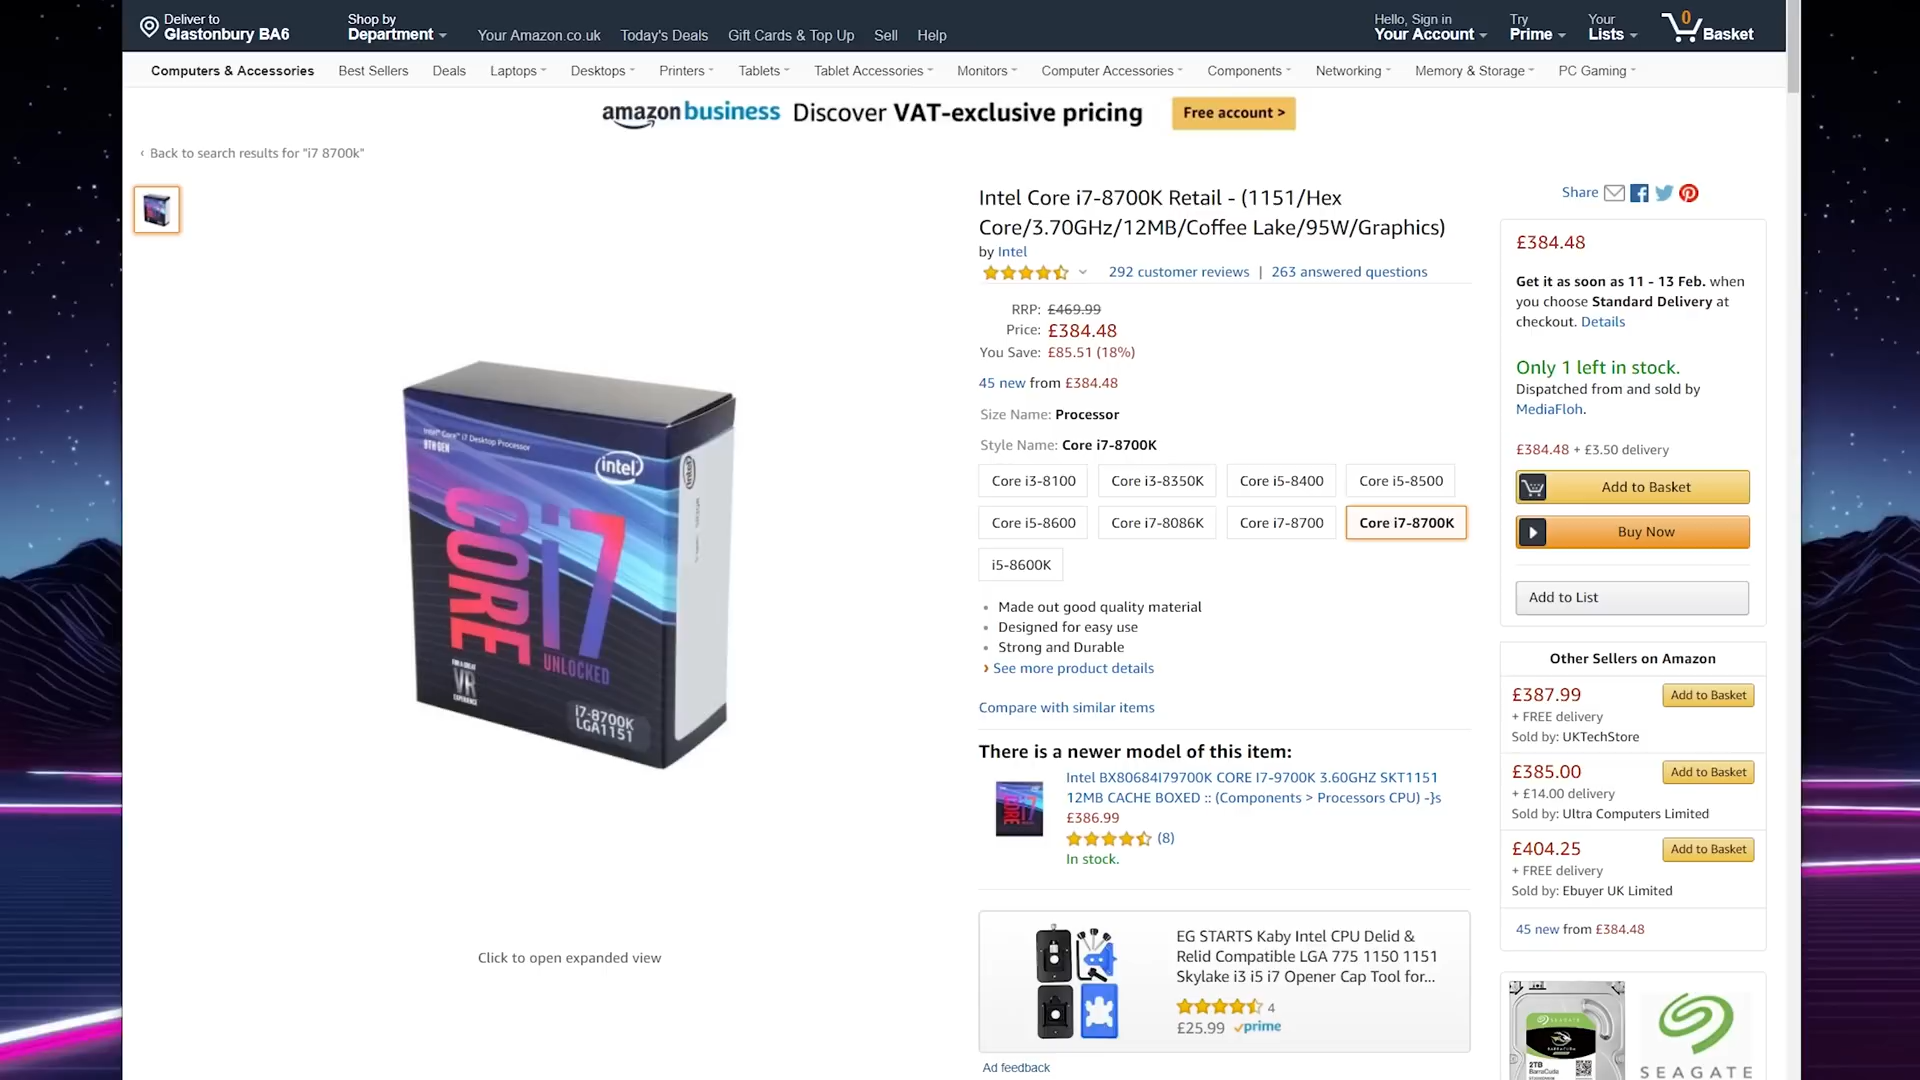 Deliver to
Glastonbury BA6
Shop by
Department
Your Amazon.co.uk
Today's Deals
Gift Cards & Top Up
Sell
Help
Hello, Sign in
Your Account
Try
Prime
Your
Lists
0
Basket
Computers & Accessories
Best Sellers
Deals
Laptops
Desktops
Printers
Tablets
Tablet Accessories
Monitors
Computer Accessories
Components
Networking
Memory & Storage
PC Gaming
amazon business Discover VAT-exclusive pricing
Free account >
‹ Back to search results for "i7 8700k"
intel® Core™ i7 Desktop Processor
8TH GEN
intel
CORE i7
UNLOCKED
FOR A GREAT
VR
EXPERIENCE
i7-8700K
LGA1151
intel
Click to open expanded view
Intel Core i7-8700K Retail - (1151/Hex
Core/3.70GHz/12MB/Coffee Lake/95W/Graphics)
by Intel
292 customer reviews | 263 answered questions
RRP: £469.99
Price: £384.48
You Save: £85.51 (18%)
45 new from £384.48
Size Name: Processor
Style Name: Core i7-8700K
Core i3-8100
Core i3-8350K
Core i5-8400
Core i5-8500
Core i5-8600
Core i7-8086K
Core i7-8700
Core i7-8700K
i5-8600K
Made out good quality material
Designed for easy use
Strong and Durable
› See more product details
Compare with similar items
There is a newer model of this item:
Intel BX80684I79700K CORE I7-9700K 3.60GHZ SKT1151
12MB CACHE BOXED :: (Components > Processors CPU) -}s
£386.99
(8)
In stock.
EG STARTS Kaby Intel CPU Delid &
Relid Compatible LGA 775 1150 1151
Skylake i3 i5 i7 Opener Cap Tool for...
4
£25.99 prime
Ad feedback
Share
£384.48
Get it as soon as 11 - 13 Feb. when
you choose Standard Delivery at
checkout. Details
Only 1 left in stock.
Dispatched from and sold by
MediaFloh.
£384.48 + £3.50 delivery
Add to Basket
Buy Now
Add to List
Other Sellers on Amazon
£387.99
Add to Basket
+ FREE delivery
Sold by: UKTechStore
£385.00
Add to Basket
+ £14.00 delivery
Sold by: Ultra Computers Limited
£404.25
Add to Basket
+ FREE delivery
Sold by: Ebuyer UK Limited
45 new from £384.48
2TB
BarraCuda
SEAGATE